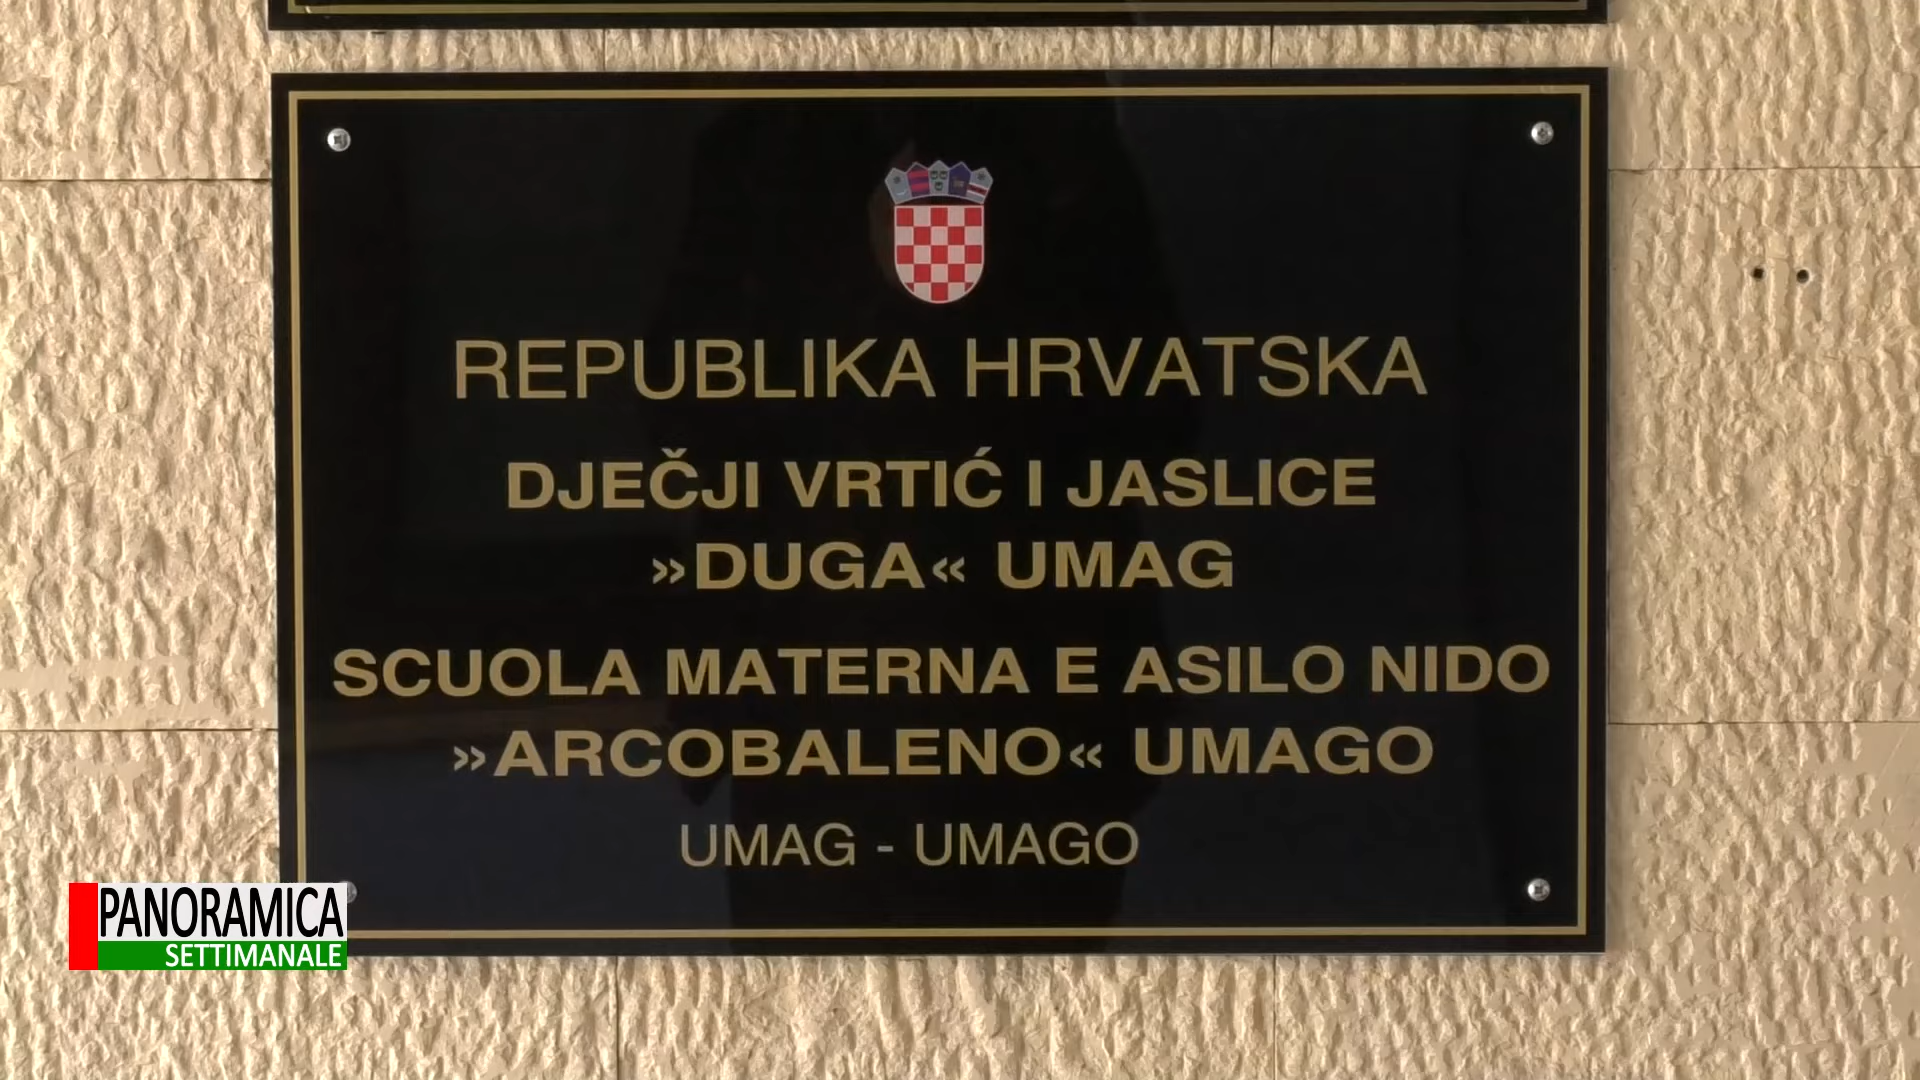 REPUBLIKA HRVATSKA
DJEČJI VRTIĆ I JASLICE
»DUGA« UMAG
SCUOLA MATERNA E ASILO NIDO
»ARCOBALENO« UMAGO
UMAG - UMAGO
PANORAMICA
SETTIMANALE